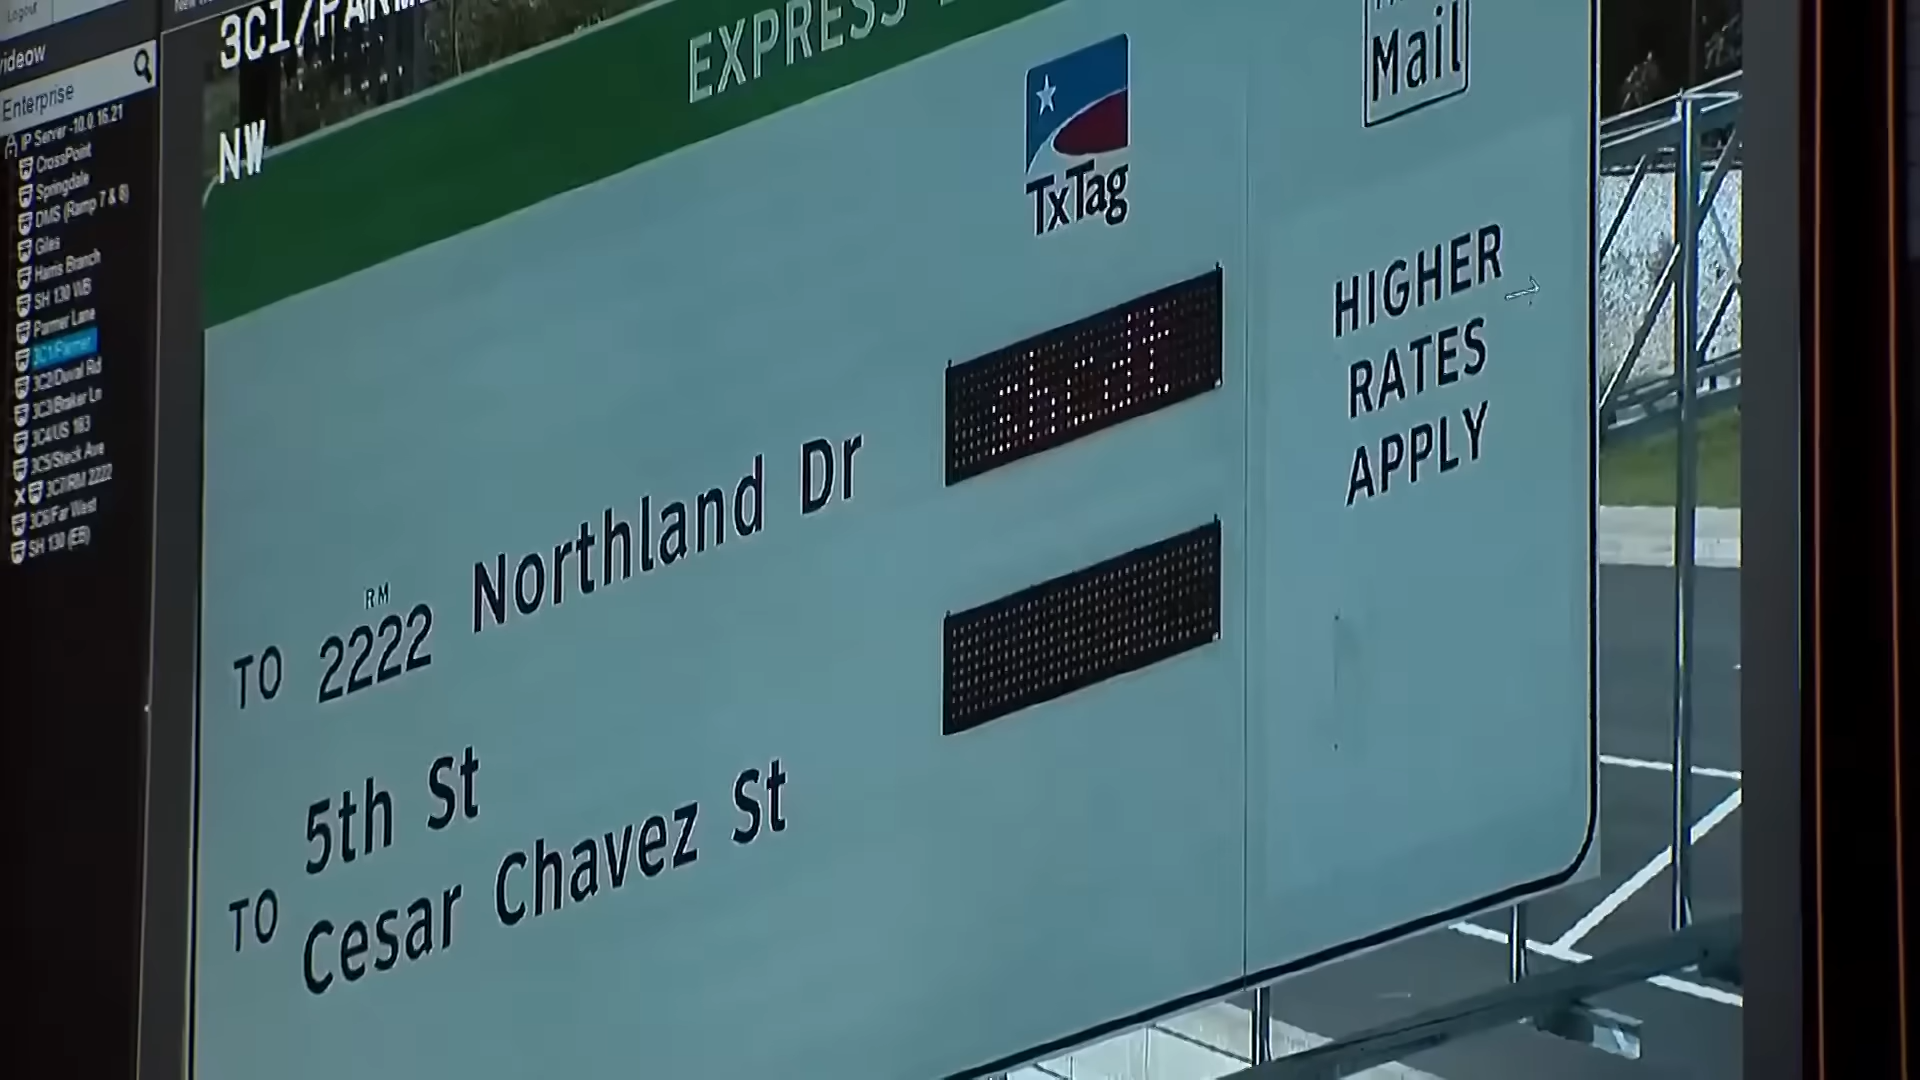 Logout
videow
Enterprise
IP Server -10.0.16.21
CrossPoint
Springdale
DMS (Ramp 7 & 8)
Giles
Harris Branch
SH 130 WB
Parmer Lane
3C1/Parmer
3C2/Duval Rd
3C3/Braker Ln
3C4/US 183
3C5/Steck Ave
3C7/RM 2222
3C6/Far West
SH 130 (EB)
3C1/PARM
NW
EXPRESS
TxTag
Mail
HIGHER
RATES
APPLY
RM
TO 2222 Northland Dr
5th St
TO Cesar Chavez St